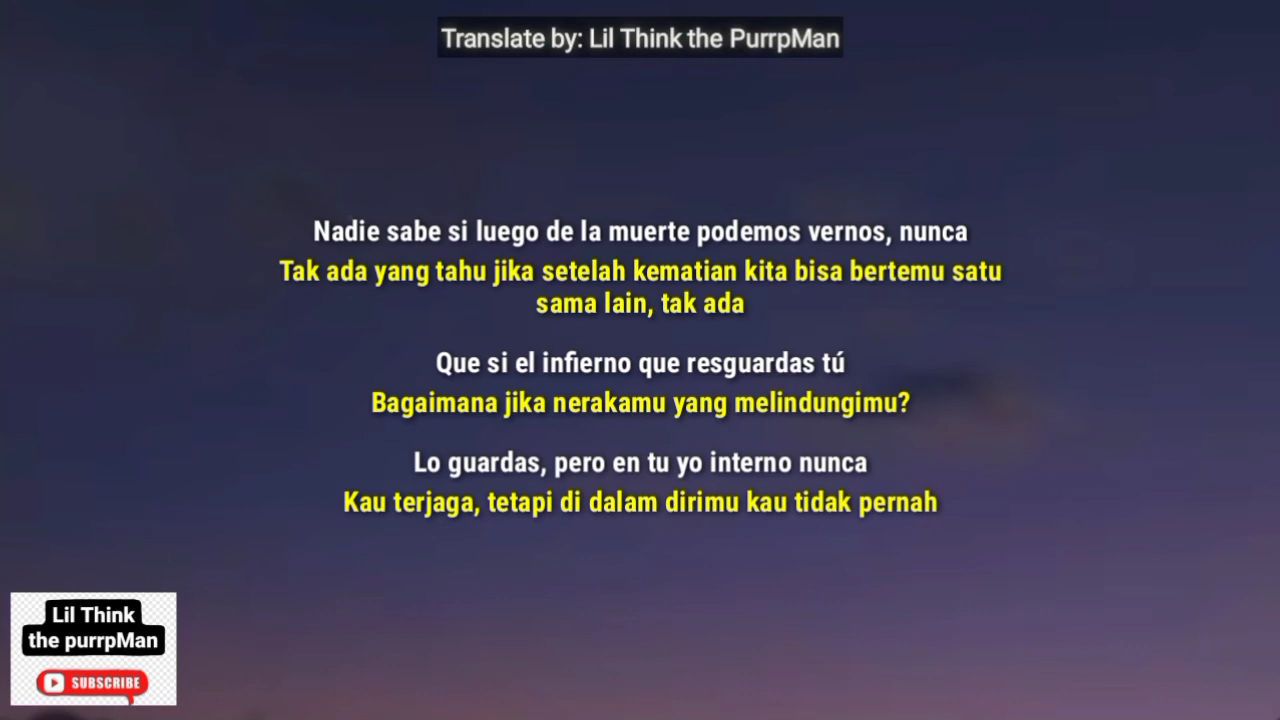 Translate by: Lil Think the PurrpMan
Nadie sabe si luego de la muerte podemos vernos, nunca
Tak ada yang tahu jika setelah kematian kita bisa bertemu satu
sama lain, tak ada
Que si el infierno que resguardas tú
Bagaimana jika nerakamu yang melindungimu?
Lo guardas, pero en tu yo interno nunca
Kau terjaga, tetapi di dalam dirimu kau tidak pernah
Lil Think
the purrpMan
SUBSCRIBE